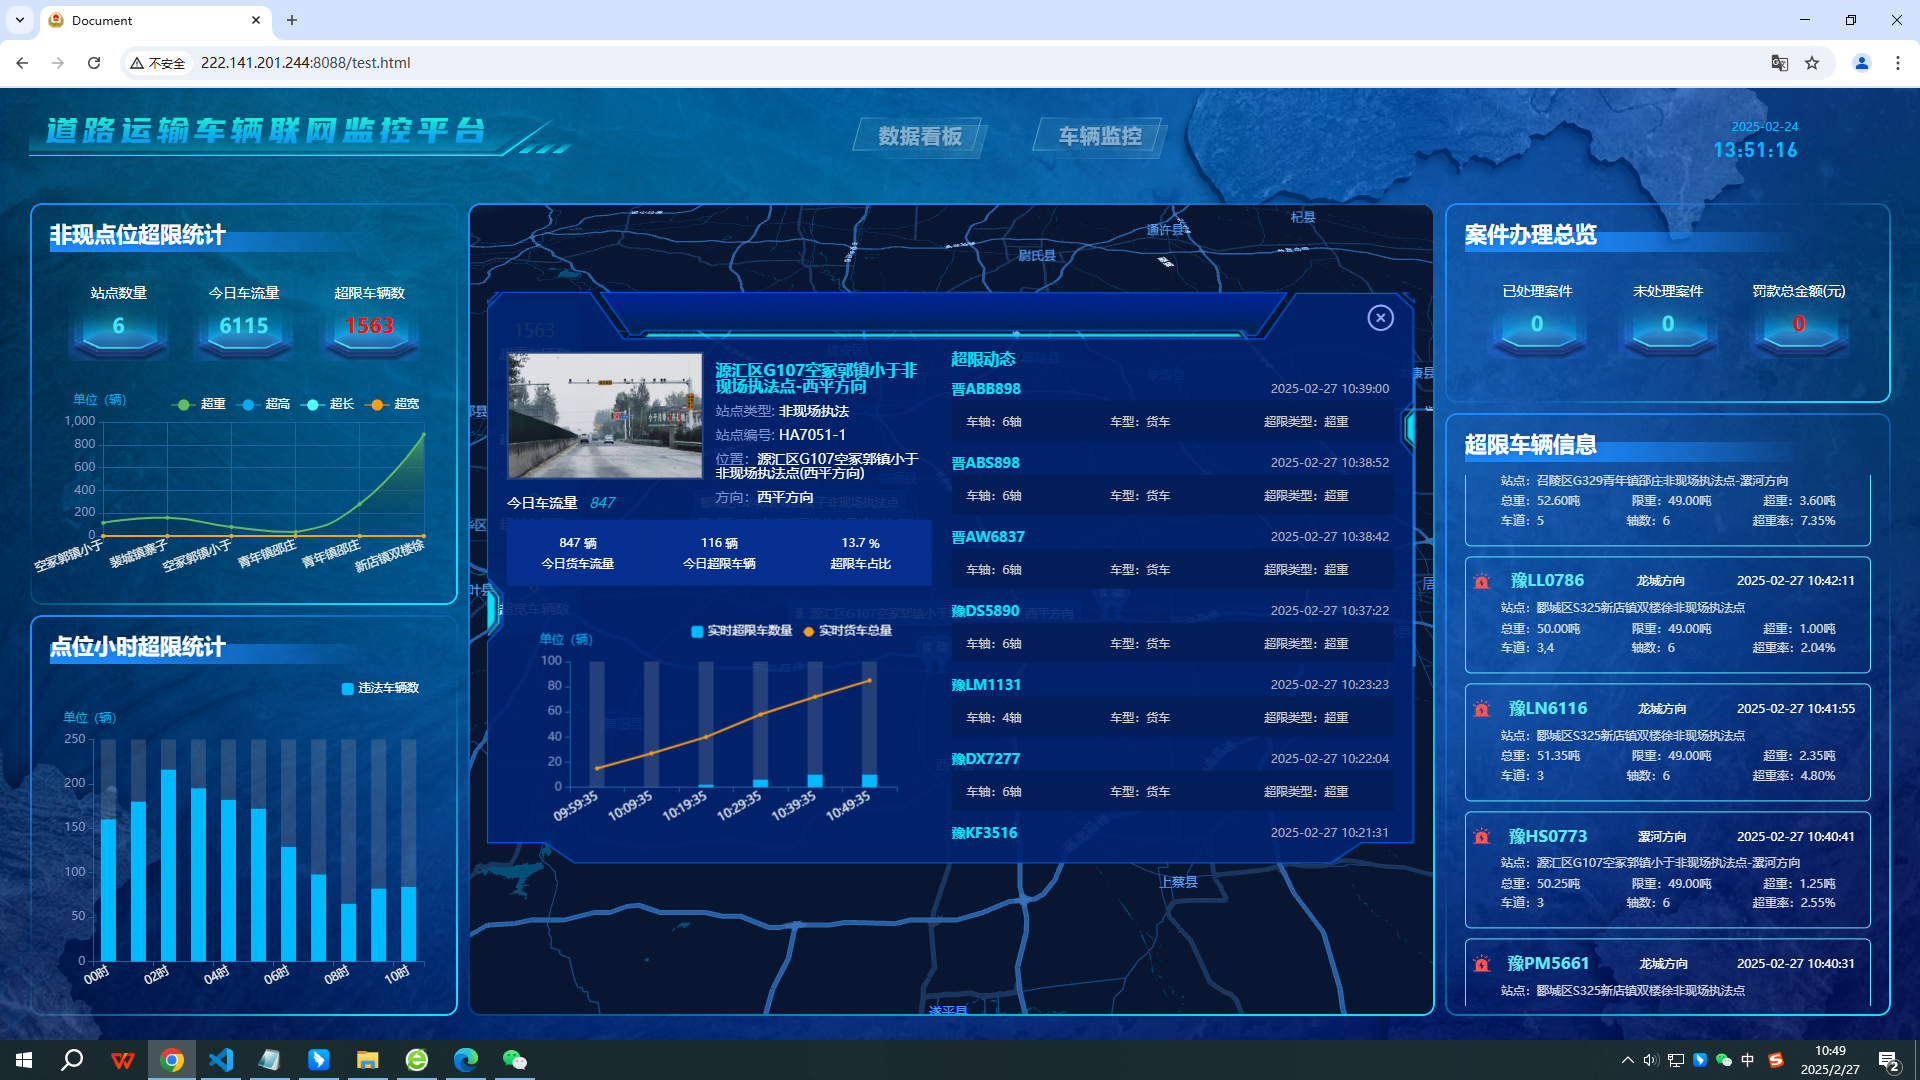 Document
不安全
222.141.201.244:8088/test.html
道路运输车辆联网监控平台
数据看板
车辆监控
2025-02-24
13:51:16
非现点位超限统计
站点数量
今日车流量
超限车辆数
6
6115
1563
单位（辆）
超重
超高
超长
超宽
1,000
800
600
400
200
0
空冢郭镇小于
裴城镇寨子
空冢郭镇小于
青年镇邵庄
青年镇邵庄
新店镇双楼徐
点位小时超限统计
违法车辆数
单位（辆）
250
200
150
100
50
0
00时
02时
04时
06时
08时
10时
杞县
通许县
尉氏县
上蔡县
遂平县
源汇区G107空冢郭镇小于非
现场执法点-西平方向
站点类型: 非现场执法
站点编号: HA7051-1
位置: 源汇区G107空冢郭镇小于
非现场执法点(西平方向)
方向: 西平方向
今日车流量 847
847 辆
116 辆
13.7 %
今日货车流量
今日超限车辆
超限车占比
单位（辆）
实时超限车数量
实时货车总量
100
80
60
40
20
0
09:59:35
10:09:35
10:19:35
10:29:35
10:39:35
10:49:35
超限动态
晋ABB898 2025-02-27 10:39:00
车轴: 6轴 车型: 货车 超限类型: 超重
晋ABS898 2025-02-27 10:38:52
车轴: 6轴 车型: 货车 超限类型: 超重
晋AW6837 2025-02-27 10:38:42
车轴: 6轴 车型: 货车 超限类型: 超重
豫DS5890 2025-02-27 10:37:22
车轴: 6轴 车型: 货车 超限类型: 超重
豫LM1131 2025-02-27 10:23:23
车轴: 4轴 车型: 货车 超限类型: 超重
豫DX7277 2025-02-27 10:22:04
车轴: 6轴 车型: 货车 超限类型: 超重
豫KF3516 2025-02-27 10:21:31
案件办理总览
已处理案件
未处理案件
罚款总金额(元)
0
0
0
超限车辆信息
站点: 召陵区G329青年镇邵庄非现场执法点-漯河方向
总重: 52.60吨 限重: 49.00吨 超重: 3.60吨
车道: 5 轴数: 6 超重率: 7.35%
豫LL0786 龙城方向 2025-02-27 10:42:11
站点: 郾城区S325新店镇双楼徐非现场执法点
总重: 50.00吨 限重: 49.00吨 超重: 1.00吨
车道: 3,4 轴数: 6 超重率: 2.04%
豫LN6116 龙城方向 2025-02-27 10:41:55
站点: 郾城区S325新店镇双楼徐非现场执法点
总重: 51.35吨 限重: 49.00吨 超重: 2.35吨
车道: 3 轴数: 6 超重率: 4.80%
豫HS0773 漯河方向 2025-02-27 10:40:41
站点: 源汇区G107空冢郭镇小于非现场执法点-漯河方向
总重: 50.25吨 限重: 49.00吨 超重: 1.25吨
车道: 3 轴数: 6 超重率: 2.55%
豫PM5661 龙城方向 2025-02-27 10:40:31
站点: 郾城区S325新店镇双楼徐非现场执法点
中
10:49
2025/2/27
2